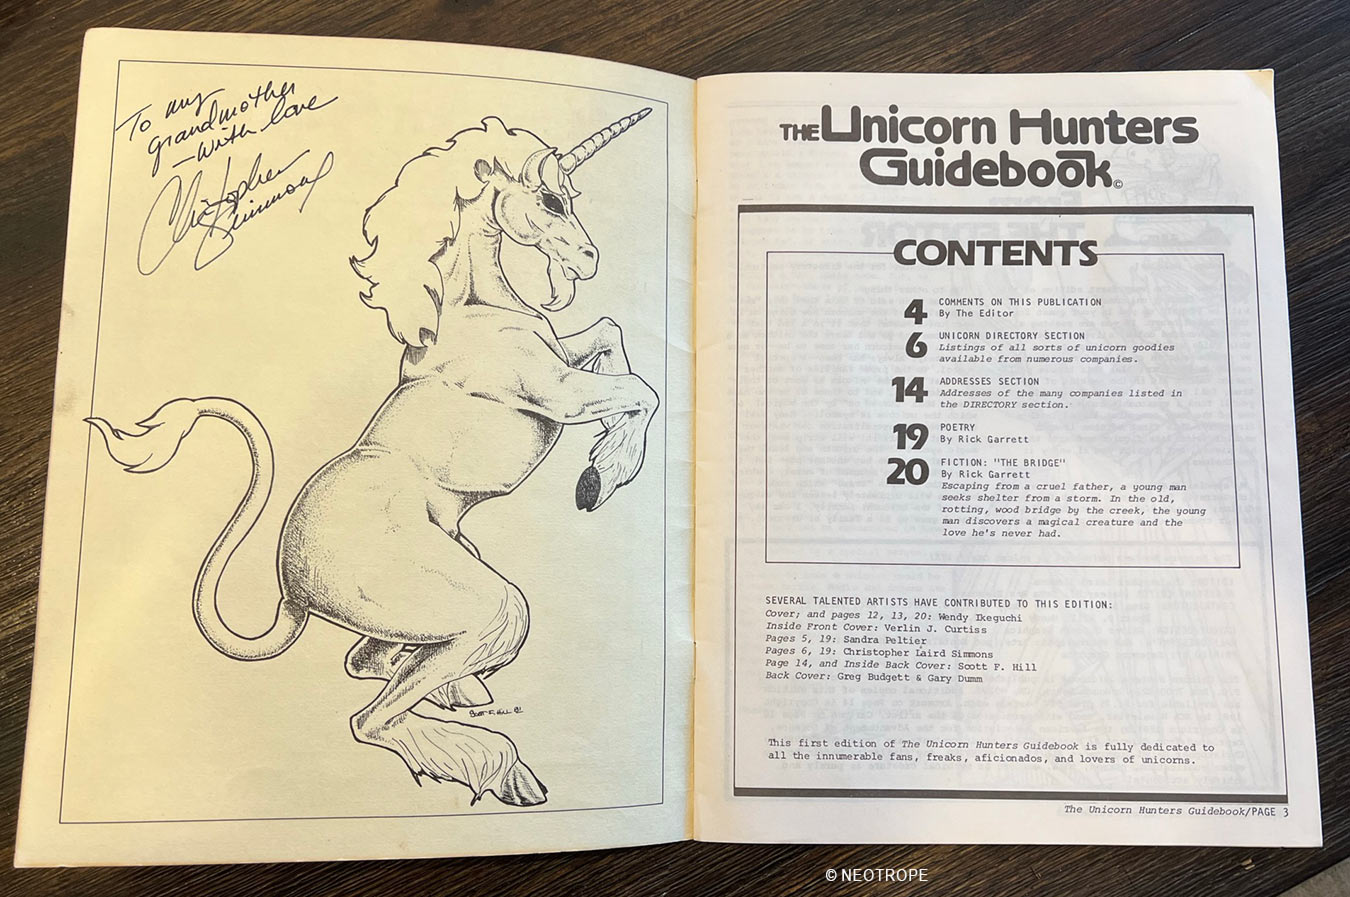 To my
grandmother
—with love
Christopher
Simmons
SCOTT F. HILL 81
THE Unicorn Hunters
Guidebook©
CONTENTS
4 COMMENTS ON THIS PUBLICATION
By The Editor
6 UNICORN DIRECTORY SECTION
Listings of all sorts of unicorn goodies
available from numerous companies.
14 ADDRESSES SECTION
Addresses of the many companies listed in
the DIRECTORY section.
19 POETRY
By Rick Garrett
20 FICTION: "THE BRIDGE"
By Rick Garrett
Escaping from a cruel father, a young man
seeks shelter from a storm. In the old,
rotting, wood bridge by the creek, the young
man discovers a magical creature and the
love he's never had.
SEVERAL TALENTED ARTISTS HAVE CONTRIBUTED TO THIS EDITION:
Cover; and pages 12, 13, 20: Wendy Ikeguchi
Inside Front Cover: Verlin J. Curtiss
Pages 5, 19: Sandra Peltier
Pages 6, 19: Christopher Laird Simmons
Page 14, and Inside Back Cover: Scott F. Hill
Back Cover: Greg Budgett & Gary Dumm
This first edition of The Unicorn Hunters Guidebook is fully dedicated to
all the innumerable fans, freaks, aficionados, and lovers of unicorns.
The Unicorn Hunters Guidebook/PAGE 3
© NEOTROPE